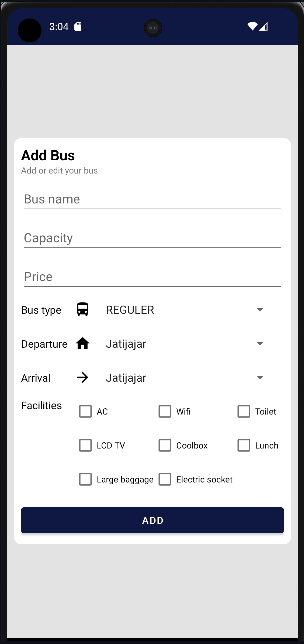 3:04
Add Bus
Add or edit your bus
Bus name
Capacity
Price
Bus type REGULER
Departure Jatijajar
Arrival Jatijajar
Facilities AC Wifi Toilet
LCD TV Coolbox Lunch
Large baggage Electric socket
ADD